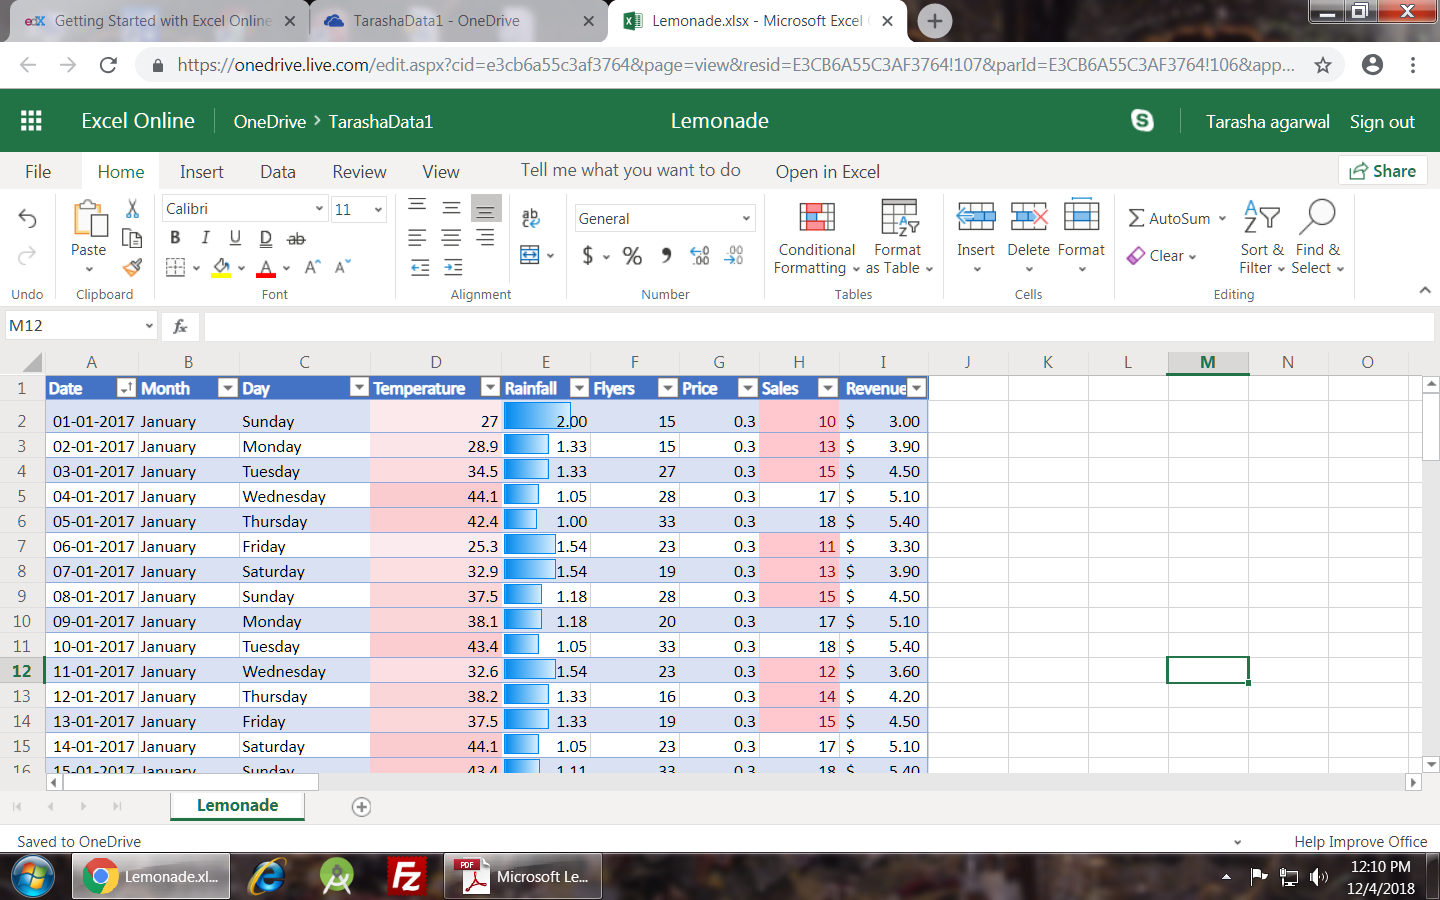 edX Getting Started with Excel Online
TarashaData1 - OneDrive
Lemonade.xlsx - Microsoft Excel
https://onedrive.live.com/edit.aspx?cid=e3cb6a55c3af3764&page=view&resid=E3CB6A55C3AF3764!107&parId=E3CB6A55C3AF3764!106&app...
Excel Online OneDrive > TarashaData1 Lemonade Tarasha agarwal Sign out
File Home Insert Data Review View Tell me what you want to do Open in Excel Share
Calibri 11 General AutoSum
Paste B I U D ab $ % Conditional Formatting Format as Table Insert Delete Format Clear Sort & Filter Find & Select
Undo Clipboard Font Alignment Number Tables Cells Editing
M12 fx
A B C D E F G H I J K L M N O
1 Date Month Day Temperature Rainfall Flyers Price Sales Revenue
2 01-01-2017 January Sunday 27 2.00 15 0.3 10 $ 3.00
3 02-01-2017 January Monday 28.9 1.33 15 0.3 13 $ 3.90
4 03-01-2017 January Tuesday 34.5 1.33 27 0.3 15 $ 4.50
5 04-01-2017 January Wednesday 44.1 1.05 28 0.3 17 $ 5.10
6 05-01-2017 January Thursday 42.4 1.00 33 0.3 18 $ 5.40
7 06-01-2017 January Friday 25.3 1.54 23 0.3 11 $ 3.30
8 07-01-2017 January Saturday 32.9 1.54 19 0.3 13 $ 3.90
9 08-01-2017 January Sunday 37.5 1.18 28 0.3 15 $ 4.50
10 09-01-2017 January Monday 38.1 1.18 20 0.3 17 $ 5.10
11 10-01-2017 January Tuesday 43.4 1.05 33 0.3 18 $ 5.40
12 11-01-2017 January Wednesday 32.6 1.54 23 0.3 12 $ 3.60
13 12-01-2017 January Thursday 38.2 1.33 16 0.3 14 $ 4.20
14 13-01-2017 January Friday 37.5 1.33 19 0.3 15 $ 4.50
15 14-01-2017 January Saturday 44.1 1.05 23 0.3 17 $ 5.10
16 15-01-2017 January Sunday 43.4 1.11 33 0.3 18 $ 5.40
Lemonade
Saved to OneDrive Help Improve Office
Lemonade.xl... Fz PDF Microsoft Le... 12:10 PM
12/4/2018